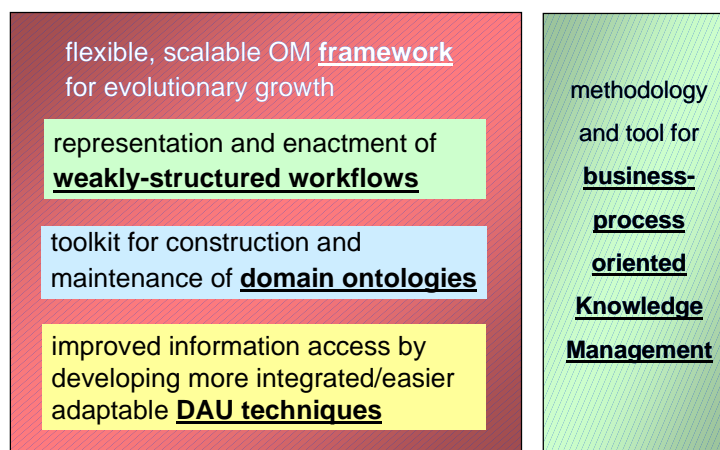 flexible, scalable OM framework
for evolutionary growth
representation and enactment of
weakly-structured workflows
toolkit for construction and
maintenance of domain ontologies
improved information access by
developing more integrated/easier
adaptable DAU techniques
methodology
and tool for
business-
process
oriented
Knowledge
Management